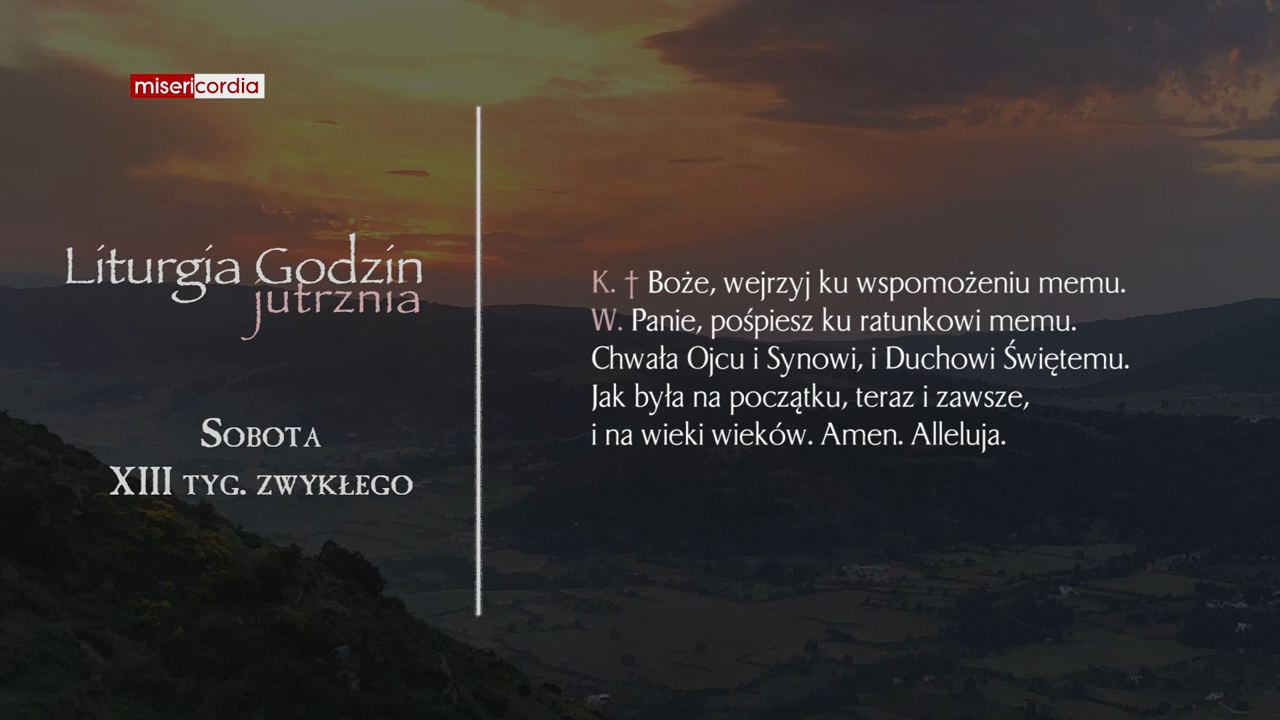 misericordia
Liturgia Godzin
jutrznia
Sobota
XIII tyg. zwykłego
K. † Boże, wejrzyj ku wspomożeniu memu.
W. Panie, pośpiesz ku ratunkowi memu.
Chwała Ojcu i Synowi, i Duchowi Świętemu.
Jak była na początku, teraz i zawsze,
i na wieki wieków. Amen. Alleluja.